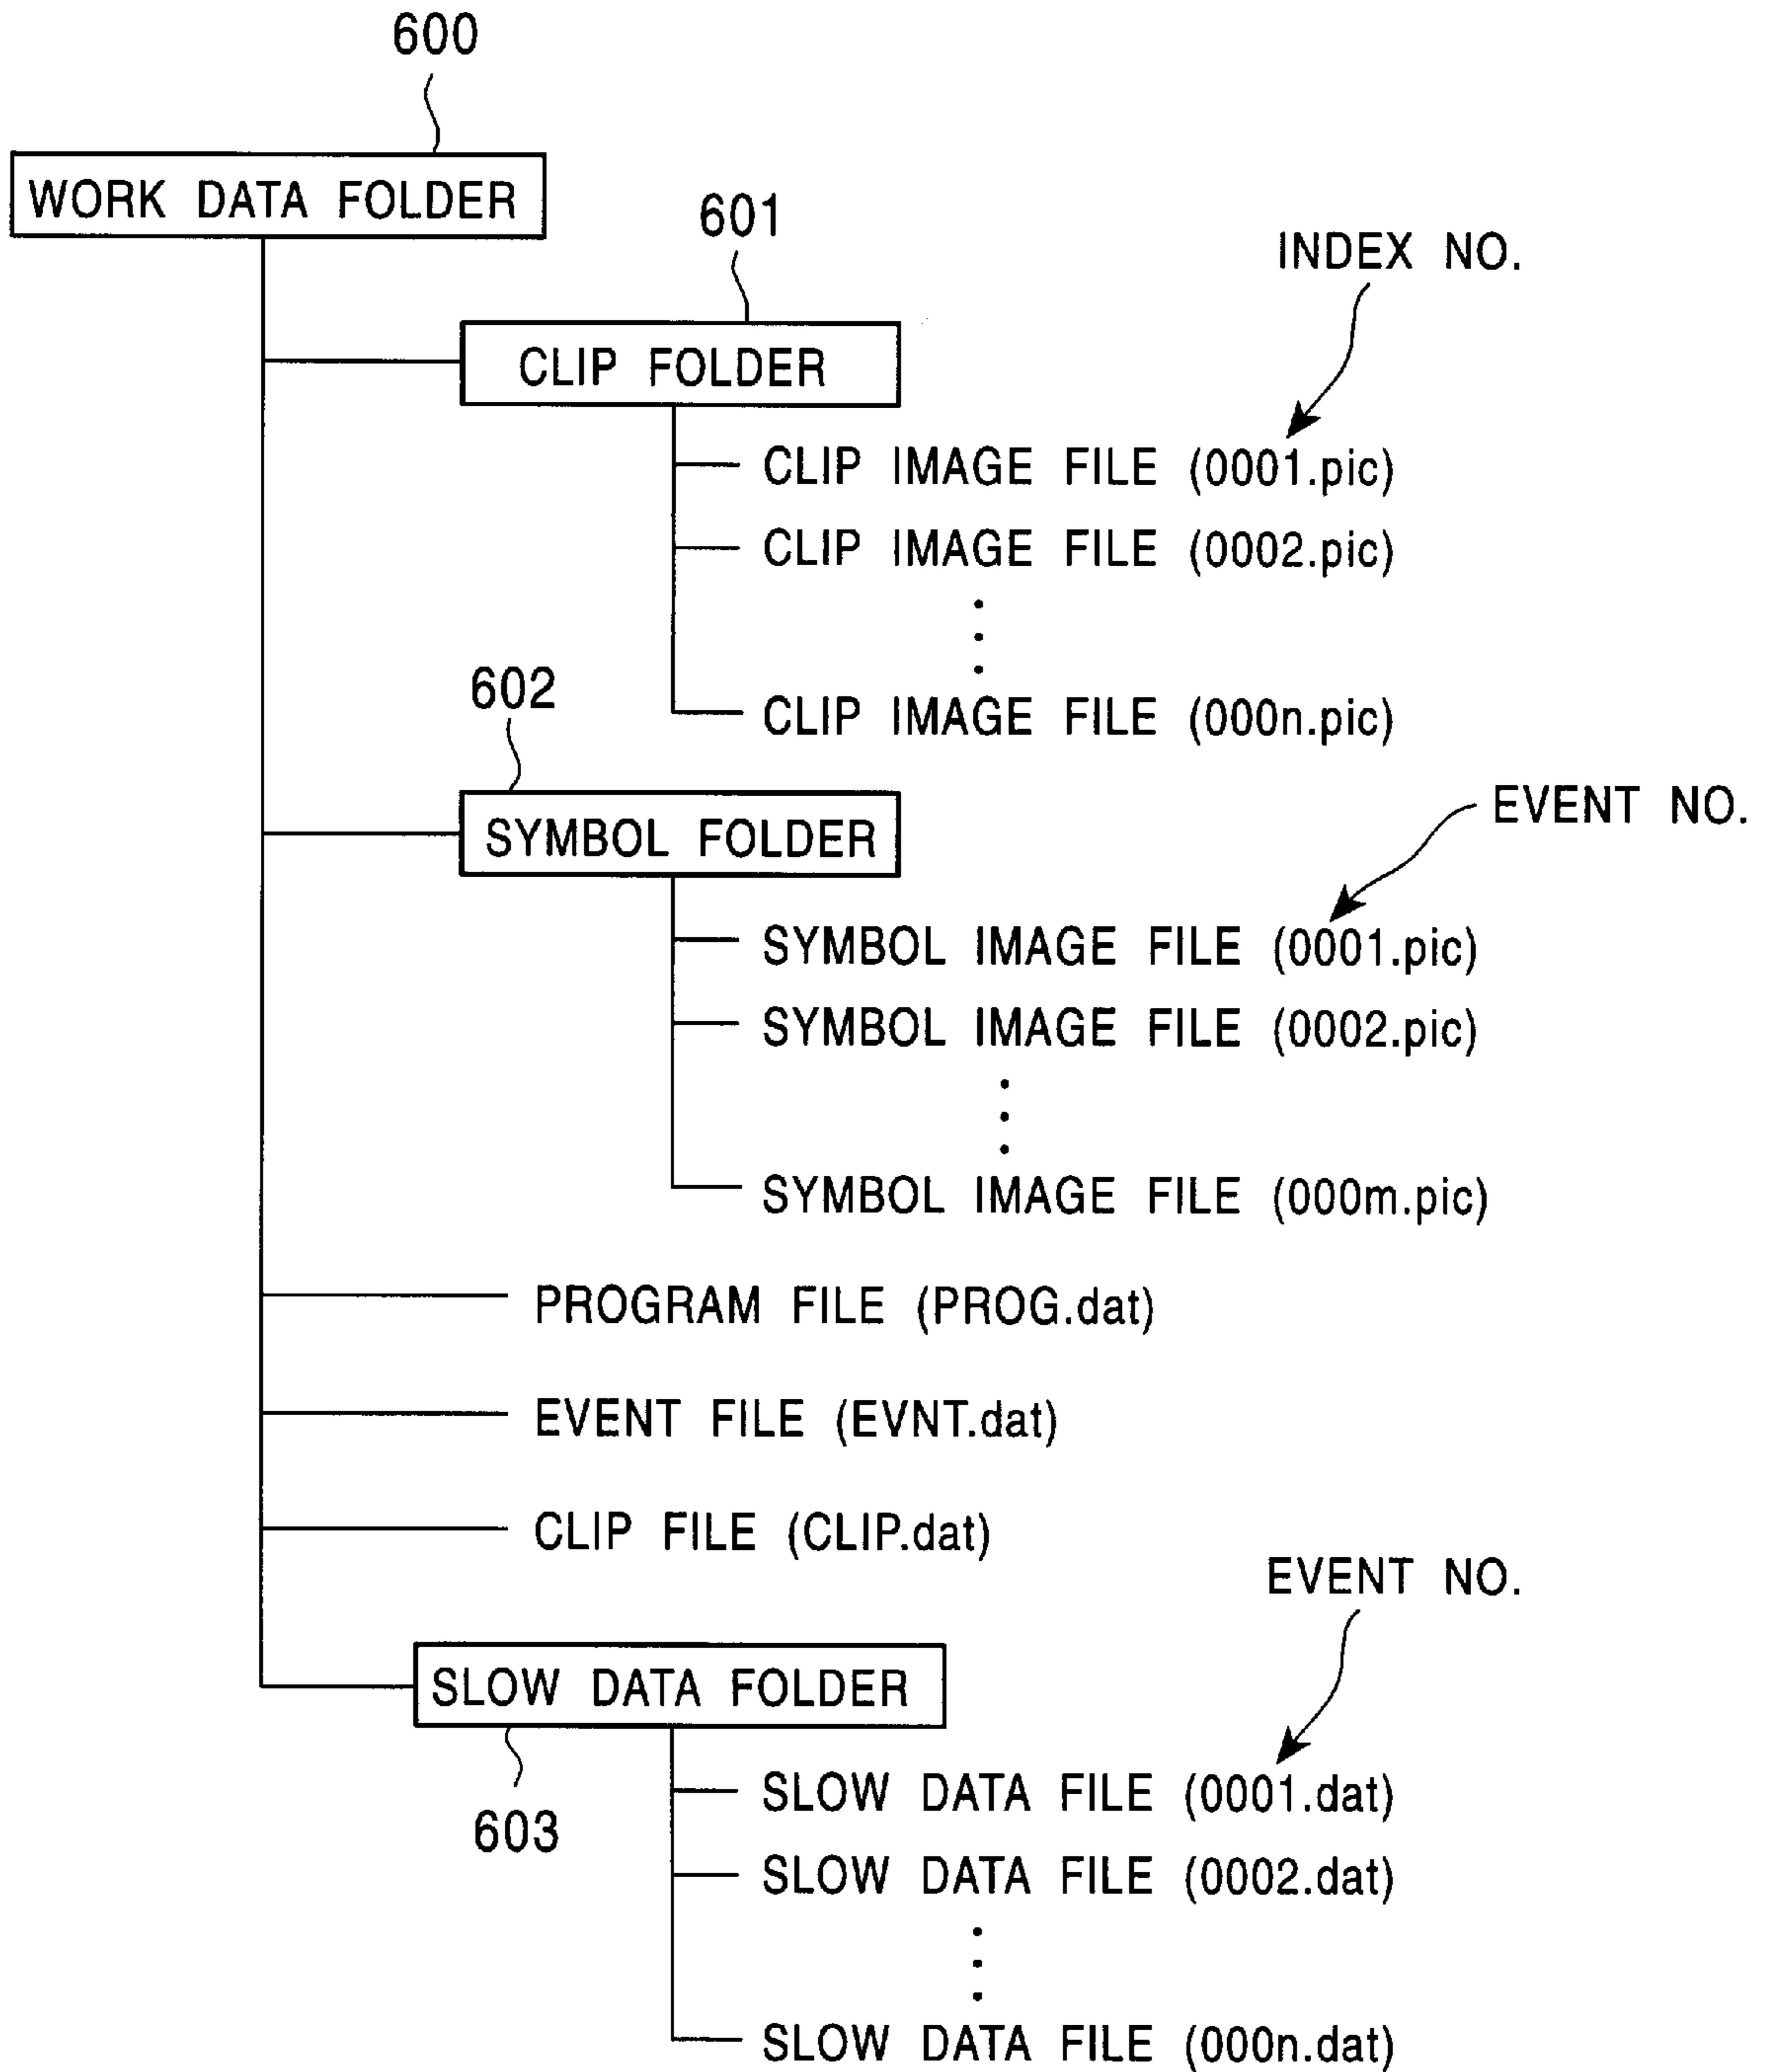 600
WORK DATA FOLDER
601
INDEX NO.
CLIP FOLDER
CLIP IMAGE FILE (0001.pic)
CLIP IMAGE FILE (0002.pic)
CLIP IMAGE FILE (000n.pic)
602
EVENT NO.
SYMBOL FOLDER
SYMBOL IMAGE FILE (0001.pic)
SYMBOL IMAGE FILE (0002.pic)
SYMBOL IMAGE FILE (000m.pic)
PROGRAM FILE (PROG.dat)
EVENT FILE (EVNT.dat)
CLIP FILE (CLIP.dat)
EVENT NO.
SLOW DATA FOLDER
603
SLOW DATA FILE (0001.dat)
SLOW DATA FILE (0002.dat)
SLOW DATA FILE (000n.dat)